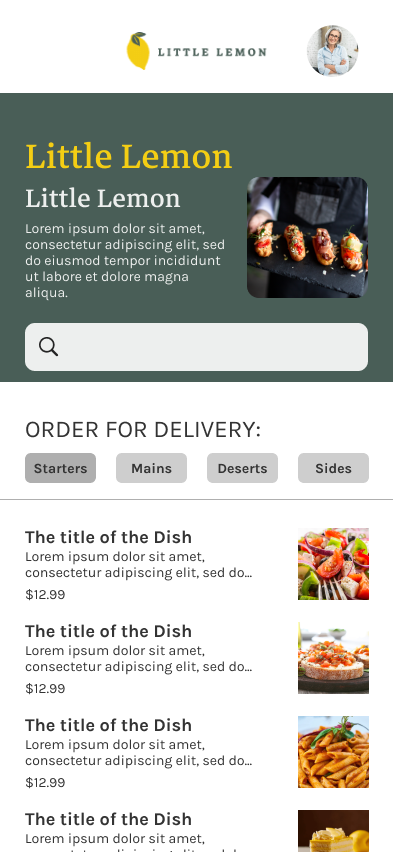 LITTLE LEMON
Little Lemon
Little Lemon
Lorem ipsum dolor sit amet,
consectetur adipiscing elit, sed
do eiusmod tempor incididunt
ut labore et dolore magna
aliqua.
ORDER FOR DELIVERY:
Starters
Mains
Deserts
Sides
The title of the Dish
Lorem ipsum dolor sit amet,
consectetur adipiscing elit, sed do...
$12.99
The title of the Dish
Lorem ipsum dolor sit amet,
consectetur adipiscing elit, sed do...
$12.99
The title of the Dish
Lorem ipsum dolor sit amet,
consectetur adipiscing elit, sed do...
$12.99
The title of the Dish
Lorem ipsum dolor sit amet,